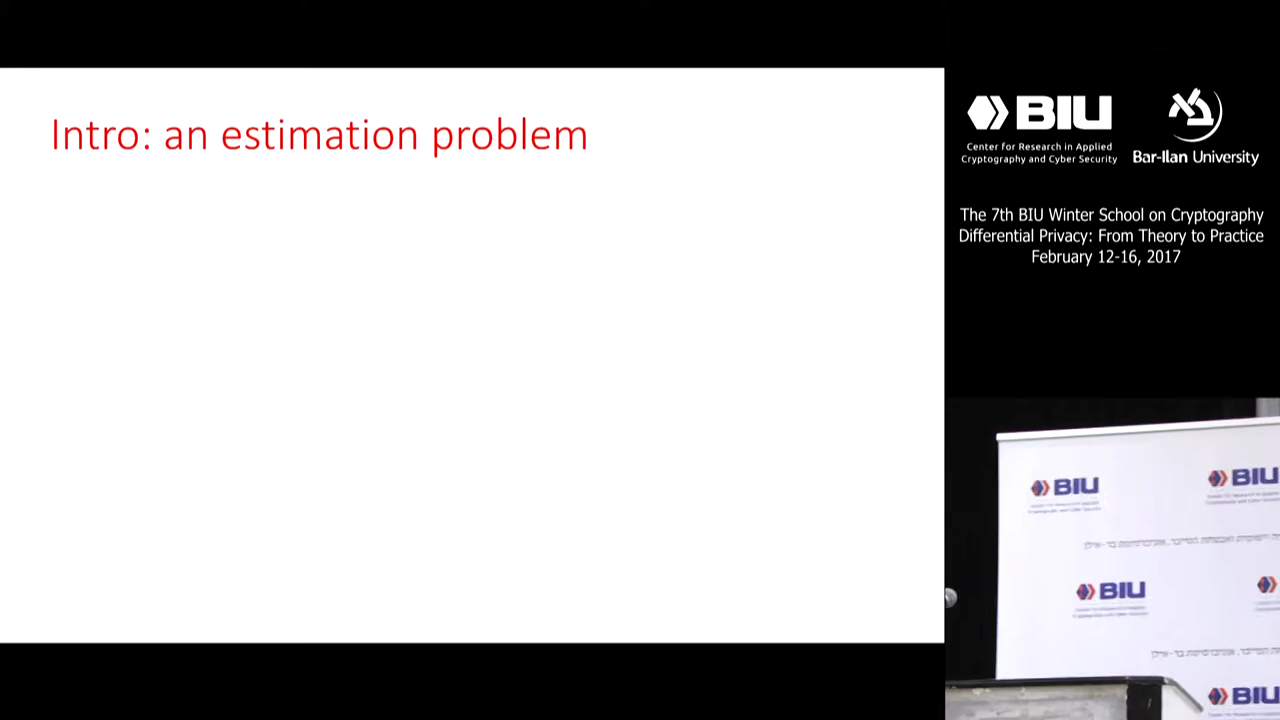 Intro: an estimation problem
BIU
Center for Research in Applied
Cryptography and Cyber Security
Bar-Ilan University
The 7th BIU Winter School on Cryptography
Differential Privacy: From Theory to Practice
February 12-16, 2017
BIU
BIU
BIU
BIU